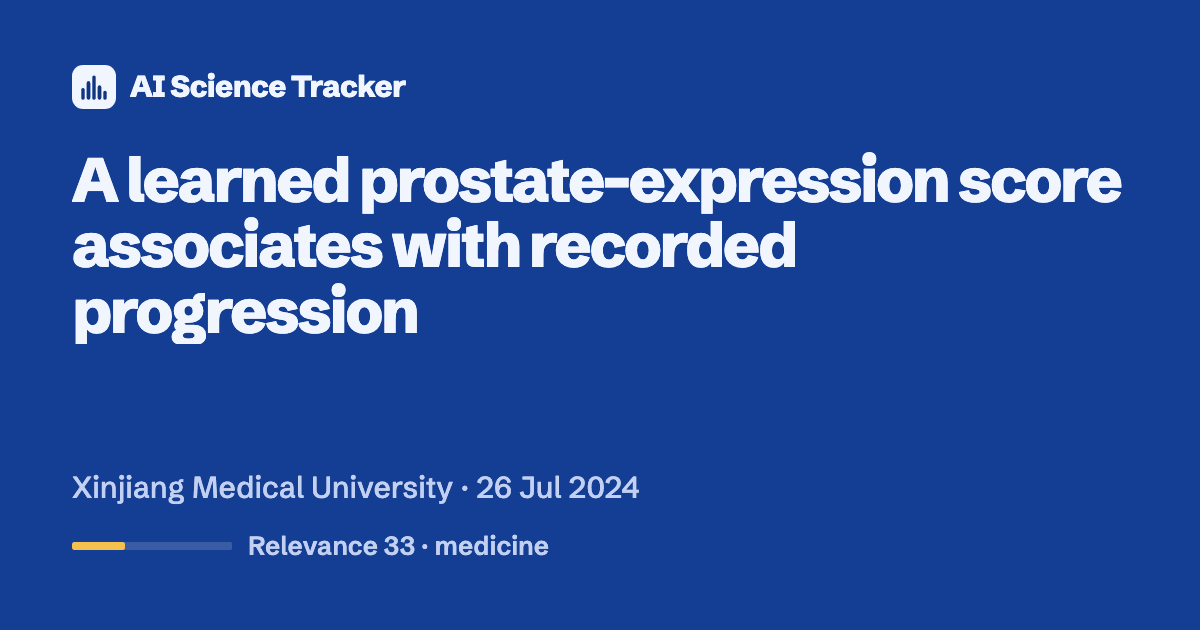 AI Science Tracker
A learned prostate-expression score
associates with recorded
progression
Xinjiang Medical University · 26 Jul 2024
Relevance 33 · medicine